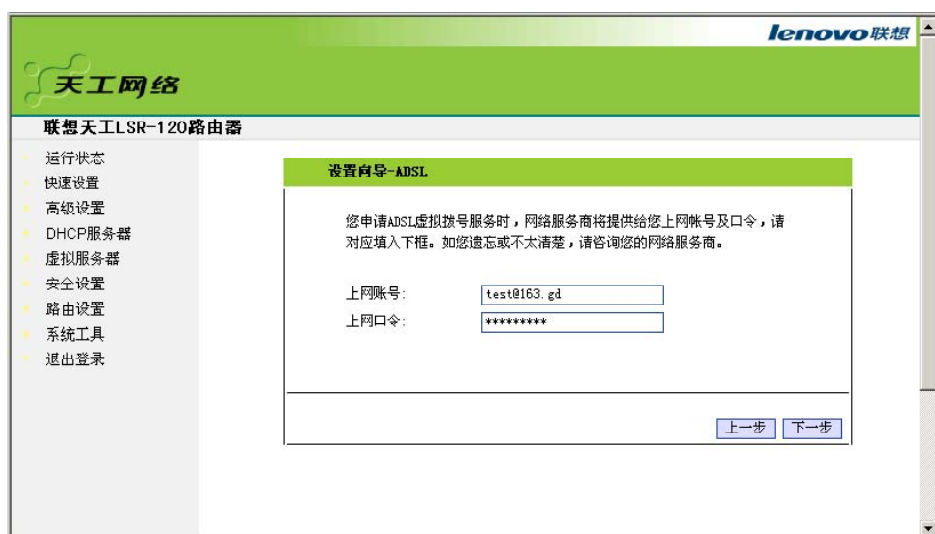 lenovo联想
天工网络
联想天工LSR-120路由器
运行状态
快速设置
高级设置
DHCP服务器
虚拟服务器
安全设置
路由设置
系统工具
退出登录
设置向导-ADSL
您申请ADSL虚拟拨号服务时，网络服务商将提供给您上网帐号及口令，请
对应填入下框。如您遗忘或不太清楚，请咨询您的网络服务商。
上网账号: test@163.gd
上网口令: *********
上一步 下一步